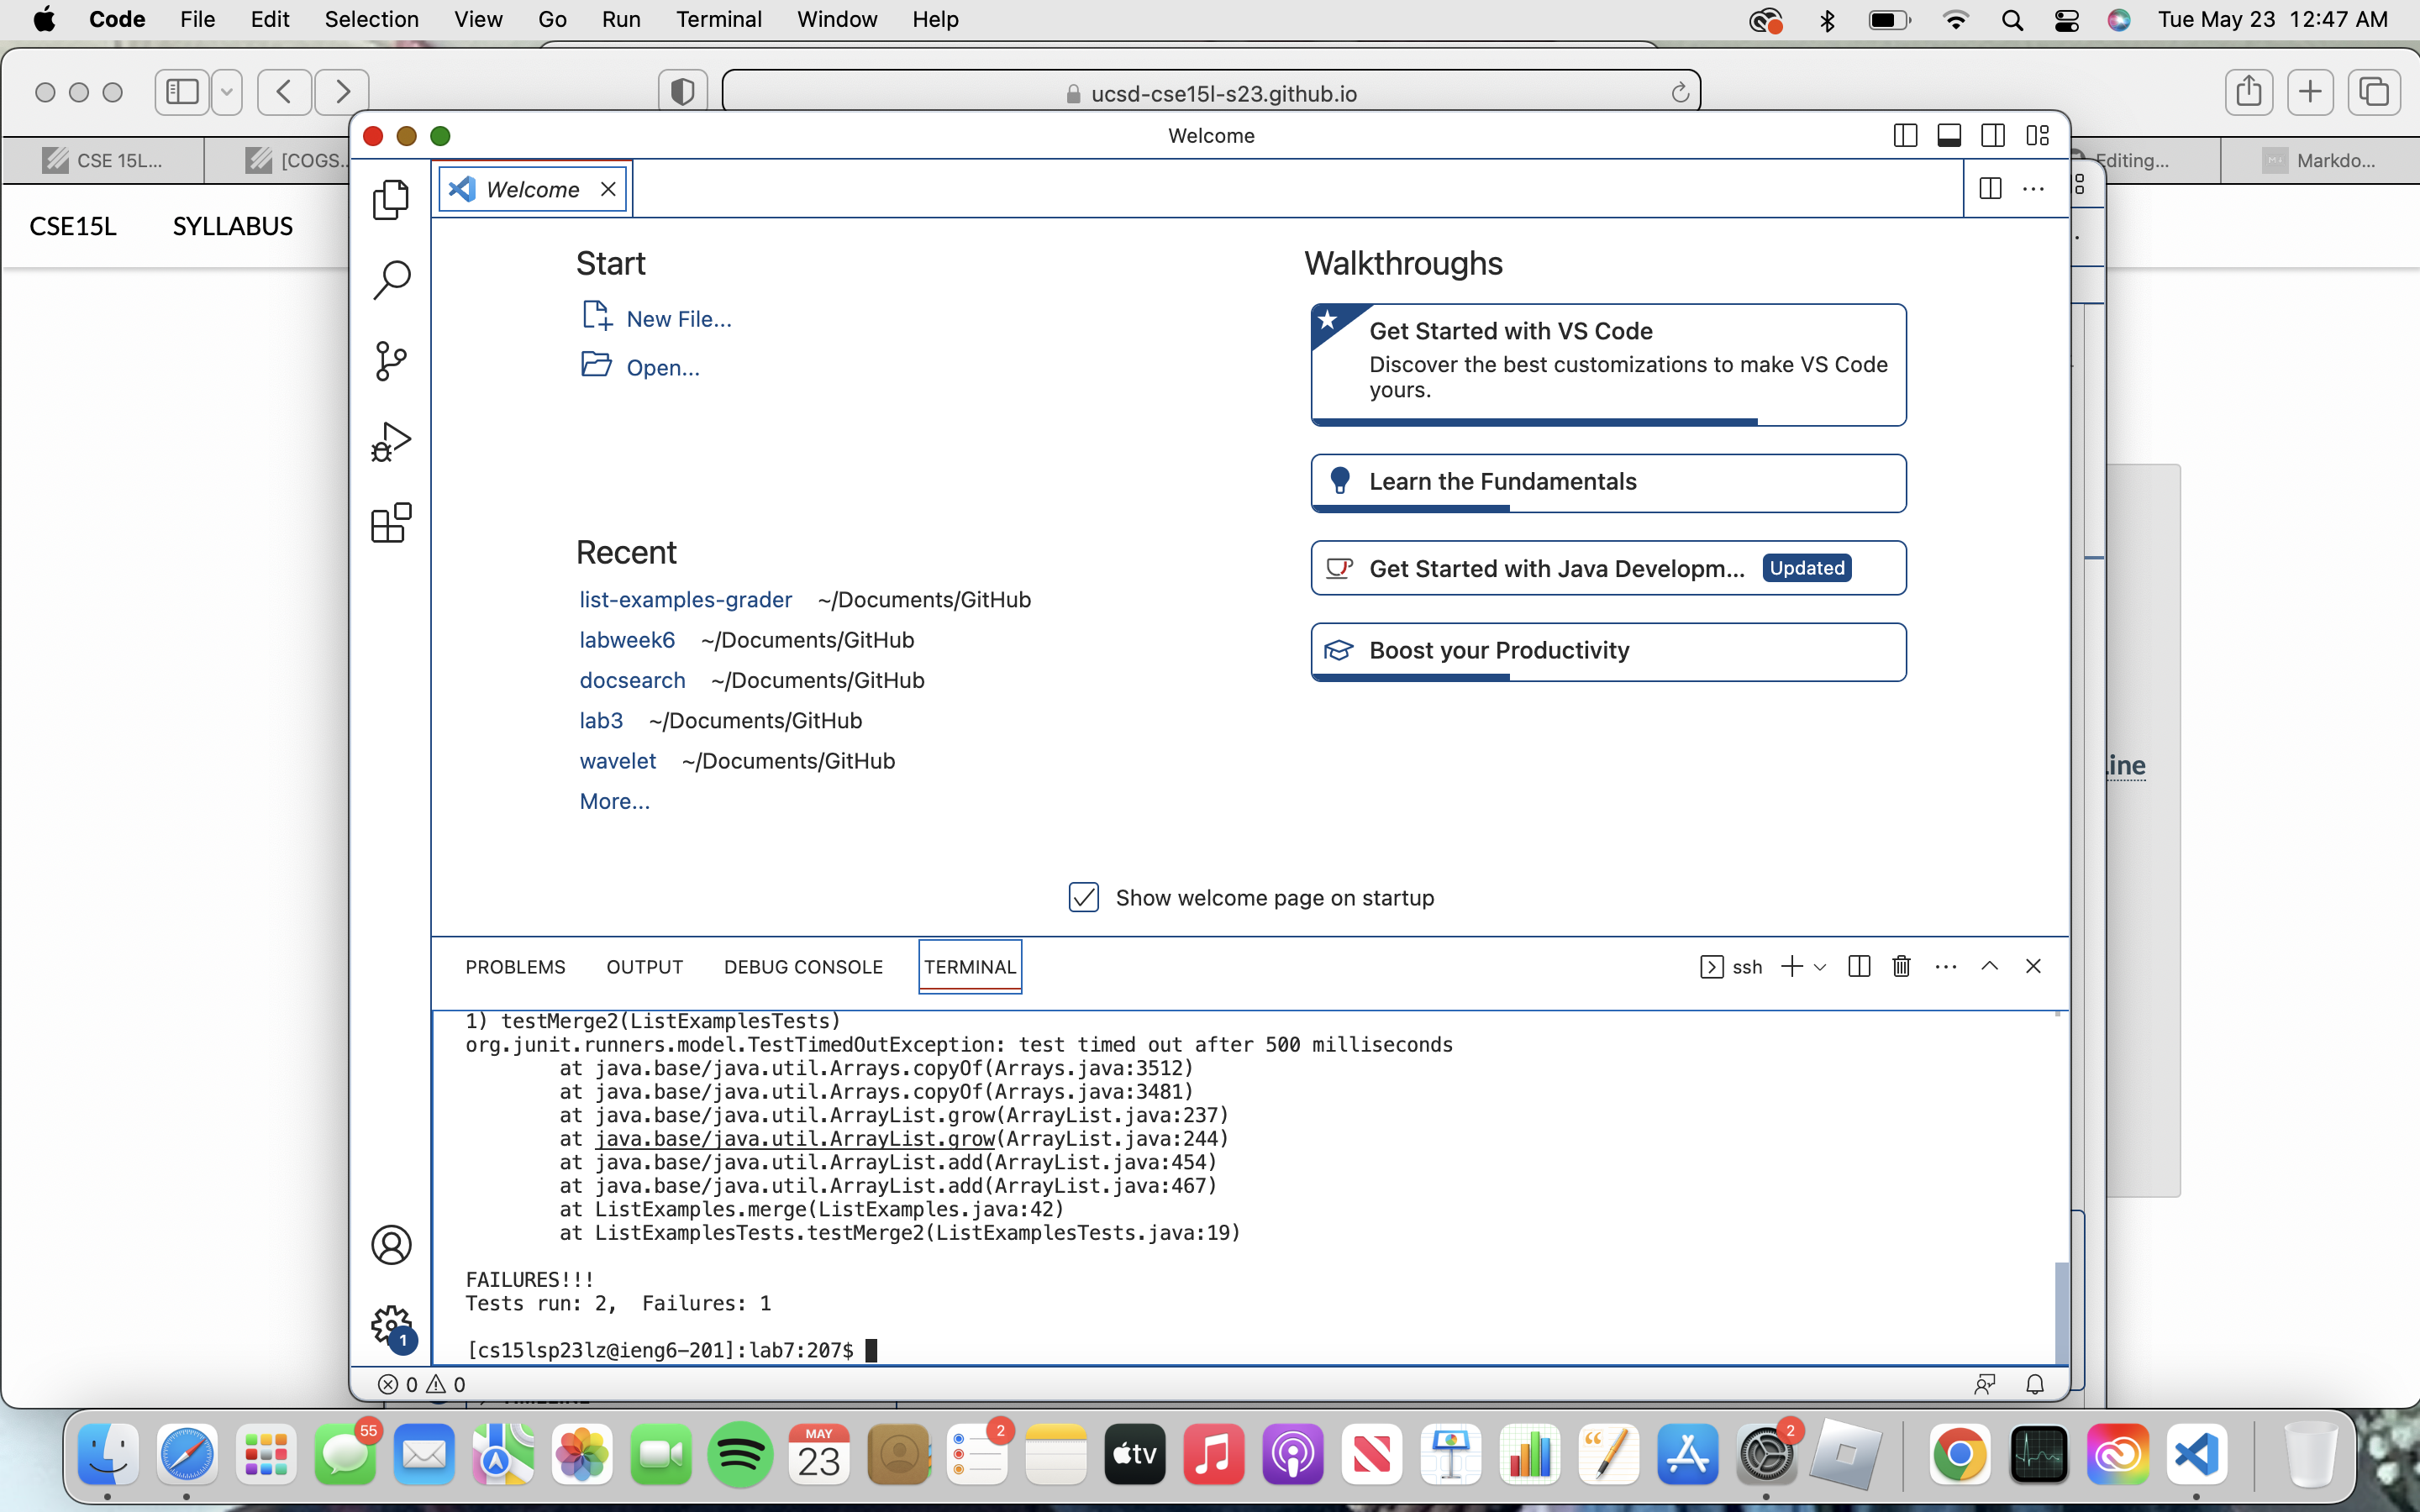 Code File Edit Selection View Go Run Terminal Window Help Tue May 23 12:47 AM
ucsd-cse15l-s23.github.io
CSE 15L... [COGS... Editing... Markdo...
CSE15L SYLLABUS
Welcome
Welcome
Start
New File...
Open...
Recent
list-examples-grader ~/Documents/GitHub
labweek6 ~/Documents/GitHub
docsearch ~/Documents/GitHub
lab3 ~/Documents/GitHub
wavelet ~/Documents/GitHub
More...
Walkthroughs
Get Started with VS Code
Discover the best customizations to make VS Code
yours.
Learn the Fundamentals
Get Started with Java Developm... Updated
Boost your Productivity
Show welcome page on startup
PROBLEMS OUTPUT DEBUG CONSOLE TERMINAL ssh
1) testMerge2(ListExamplesTests)
org.junit.runners.model.TestTimedOutException: test timed out after 500 milliseconds
at java.base/java.util.Arrays.copyOf(Arrays.java:3512)
at java.base/java.util.Arrays.copyOf(Arrays.java:3481)
at java.base/java.util.ArrayList.grow(ArrayList.java:237)
at java.base/java.util.ArrayList.grow(ArrayList.java:244)
at java.base/java.util.ArrayList.add(ArrayList.java:454)
at java.base/java.util.ArrayList.add(ArrayList.java:467)
at ListExamples.merge(ListExamples.java:42)
at ListExamplesTests.testMerge2(ListExamplesTests.java:19)
FAILURES!!!
Tests run: 2,  Failures: 1
[cs15lsp23lz@ieng6-201]:lab7:207$
1
0 0
55
MAY
23
2
tv
2